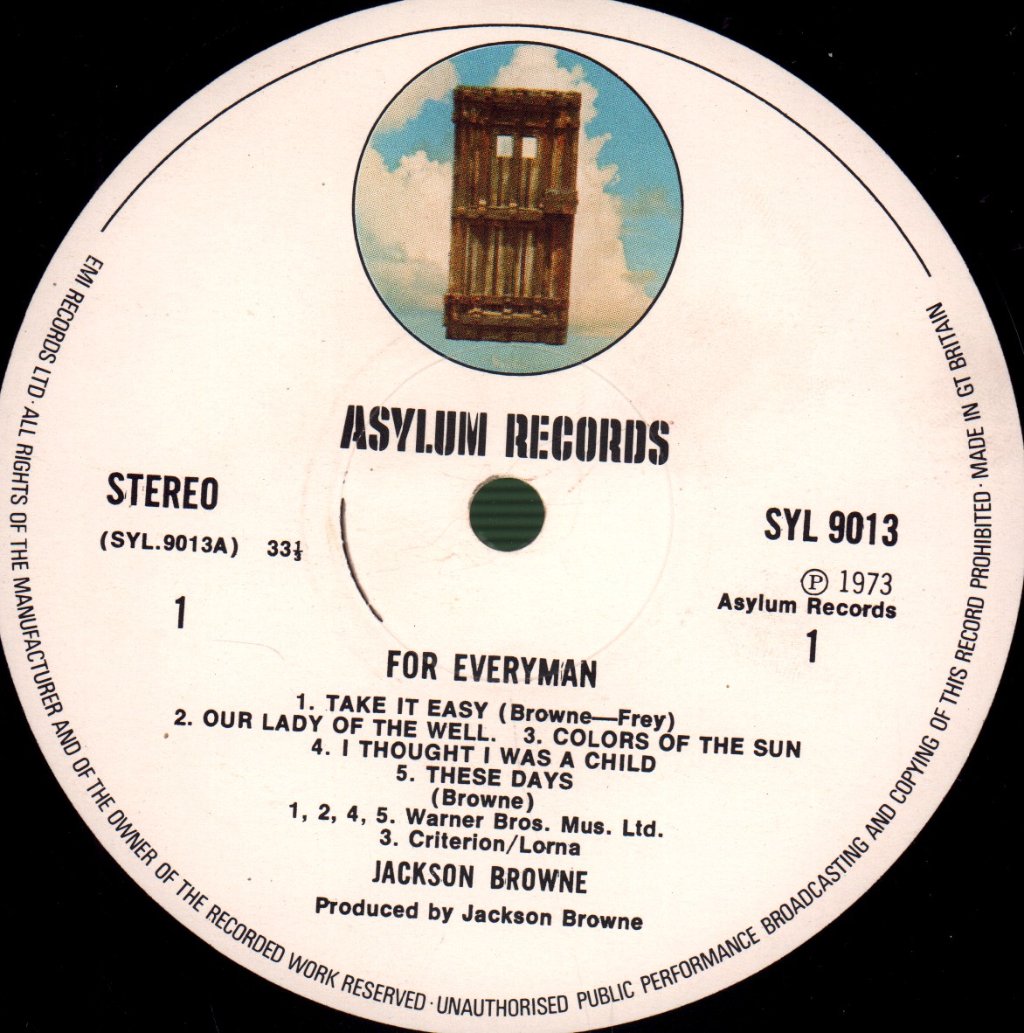 ASYLUM RECORDS
STEREO
(SYL.9013A) 33⅓
1
SYL 9013
Ⓟ 1973
Asylum Records
1
FOR EVERYMAN
1. TAKE IT EASY (Browne—Frey)
2. OUR LADY OF THE WELL. 3. COLORS OF THE SUN
4. I THOUGHT I WAS A CHILD
5. THESE DAYS
(Browne)
1, 2, 4, 5. Warner Bros. Mus. Ltd.
3. Criterion/Lorna
JACKSON BROWNE
Produced by Jackson Browne
EMI RECORDS LTD · ALL RIGHTS OF THE MANUFACTURER AND OF THE OWNER OF THE RECORDED WORK RESERVED · UNAUTHORISED PUBLIC PERFORMANCE BROADCASTING AND COPYING OF THIS RECORD PROHIBITED · MADE IN GT BRITAIN